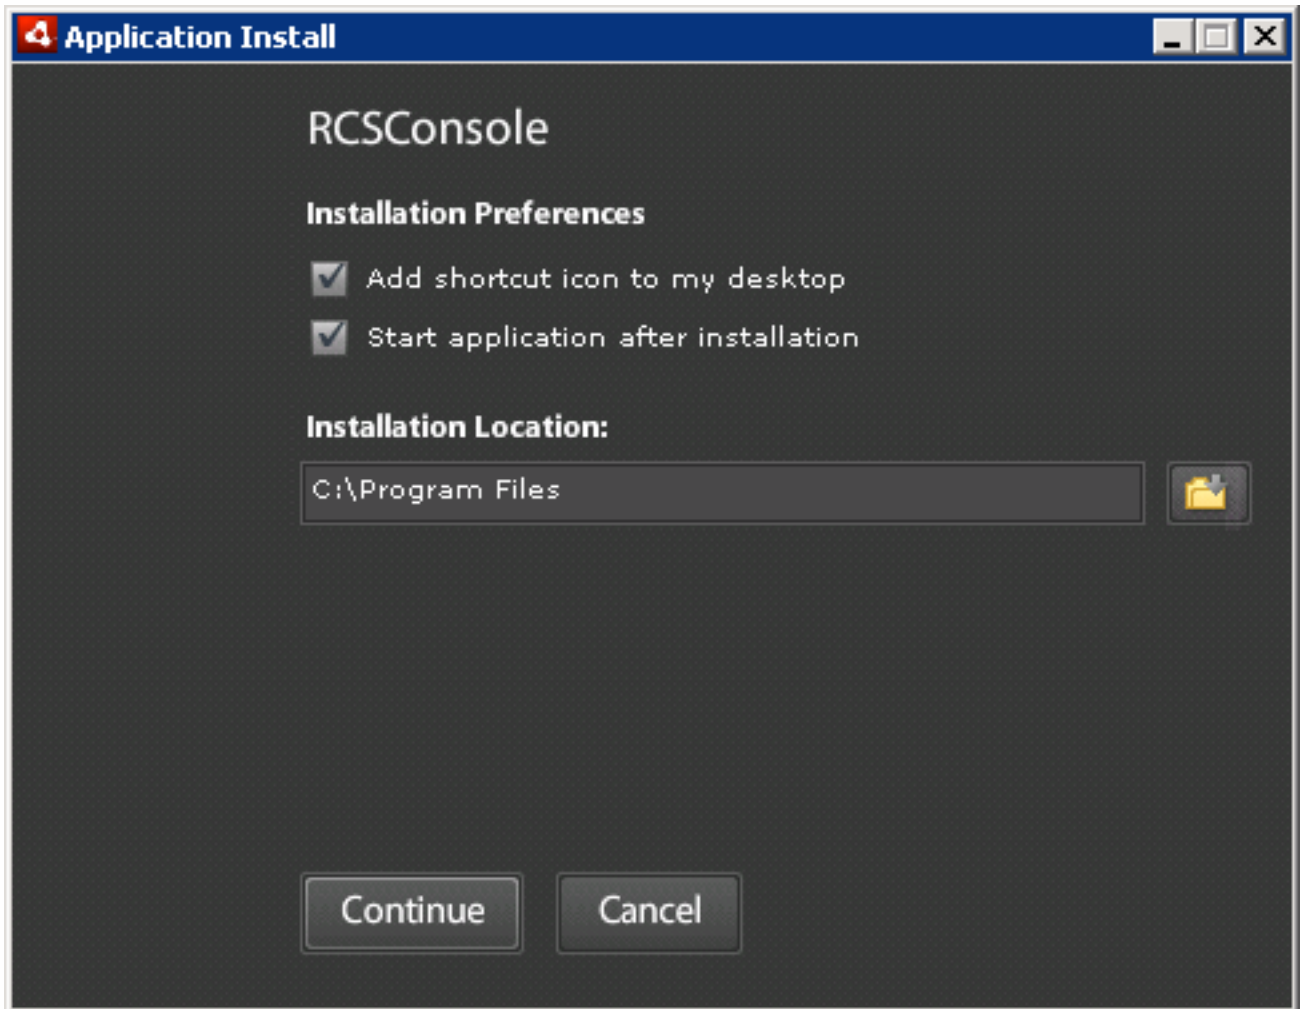 Application Install
RCSConsole
Installation Preferences
Add shortcut icon to my desktop
Start application after installation
Installation Location:
C:\Program Files
Continue
Cancel